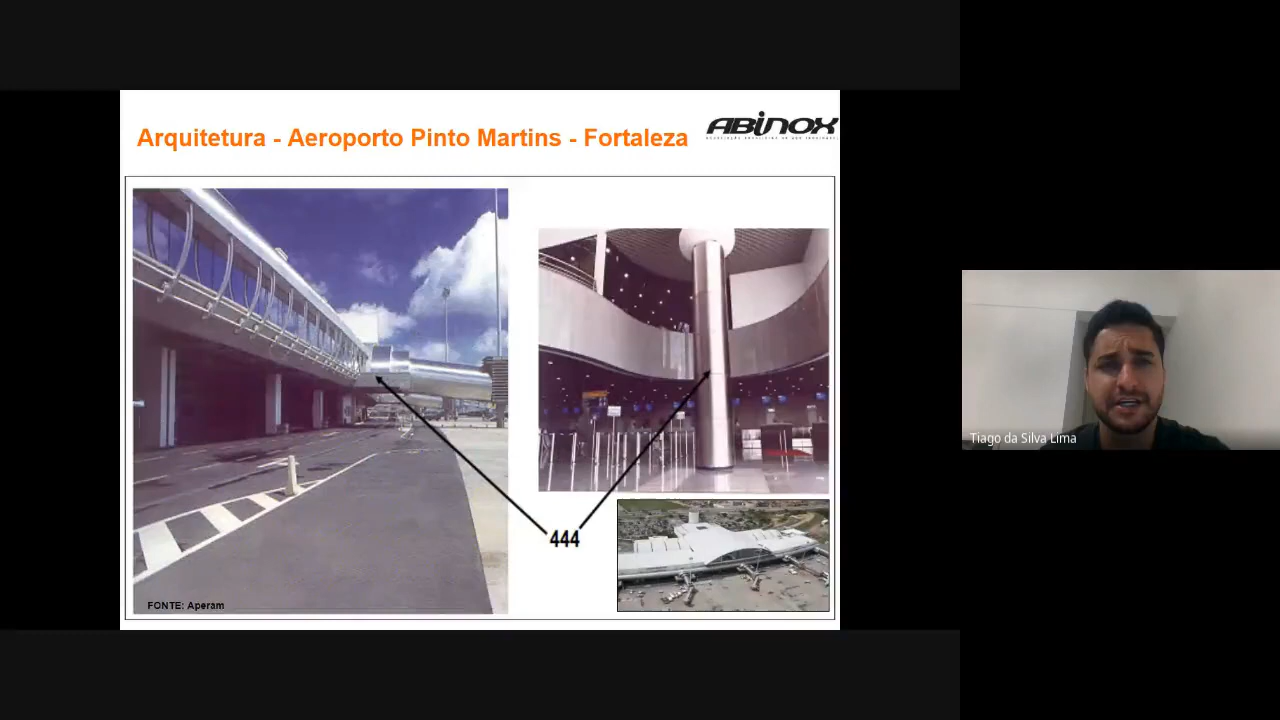 Arquitetura - Aeroporto Pinto Martins - Fortaleza
ABINOX
444
FONTE: Aperam
Tiago da Silva Lima